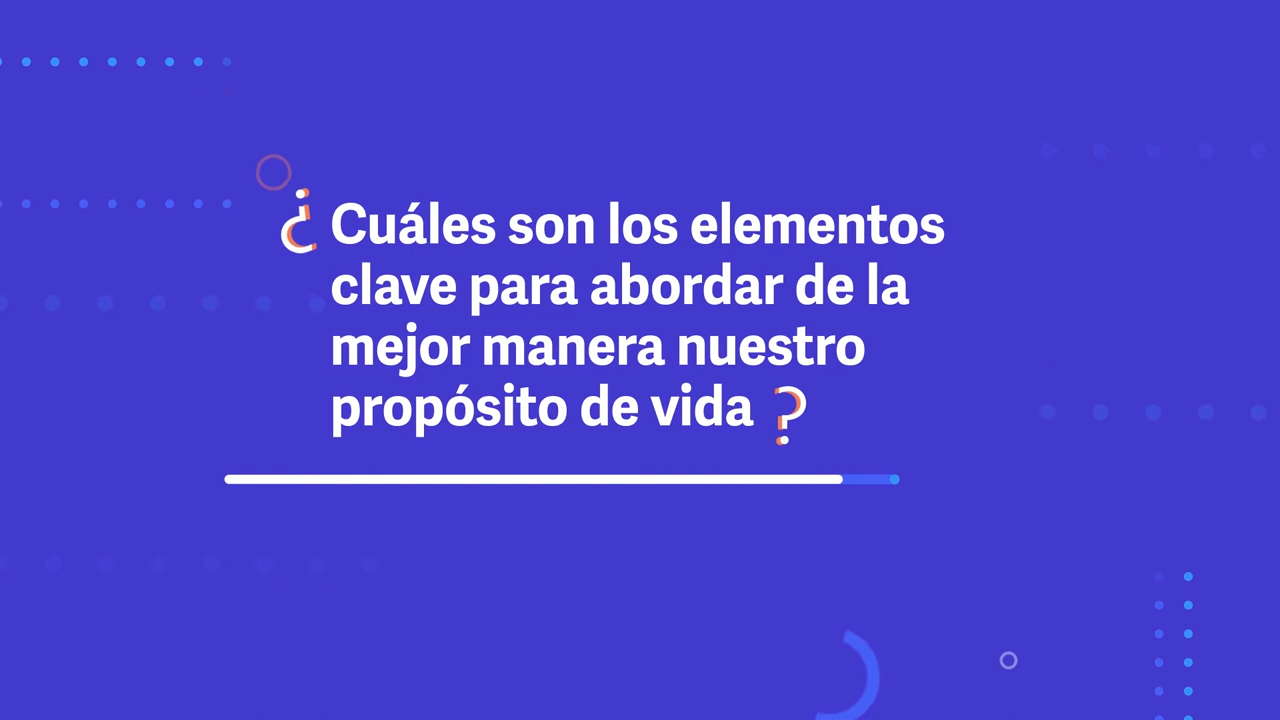 ¿Cuáles son los elementos
clave para abordar de la
mejor manera nuestro
propósito de vida?